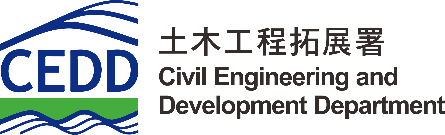 CEDD
土木工程拓展署
Civil Engineering and
Development Department